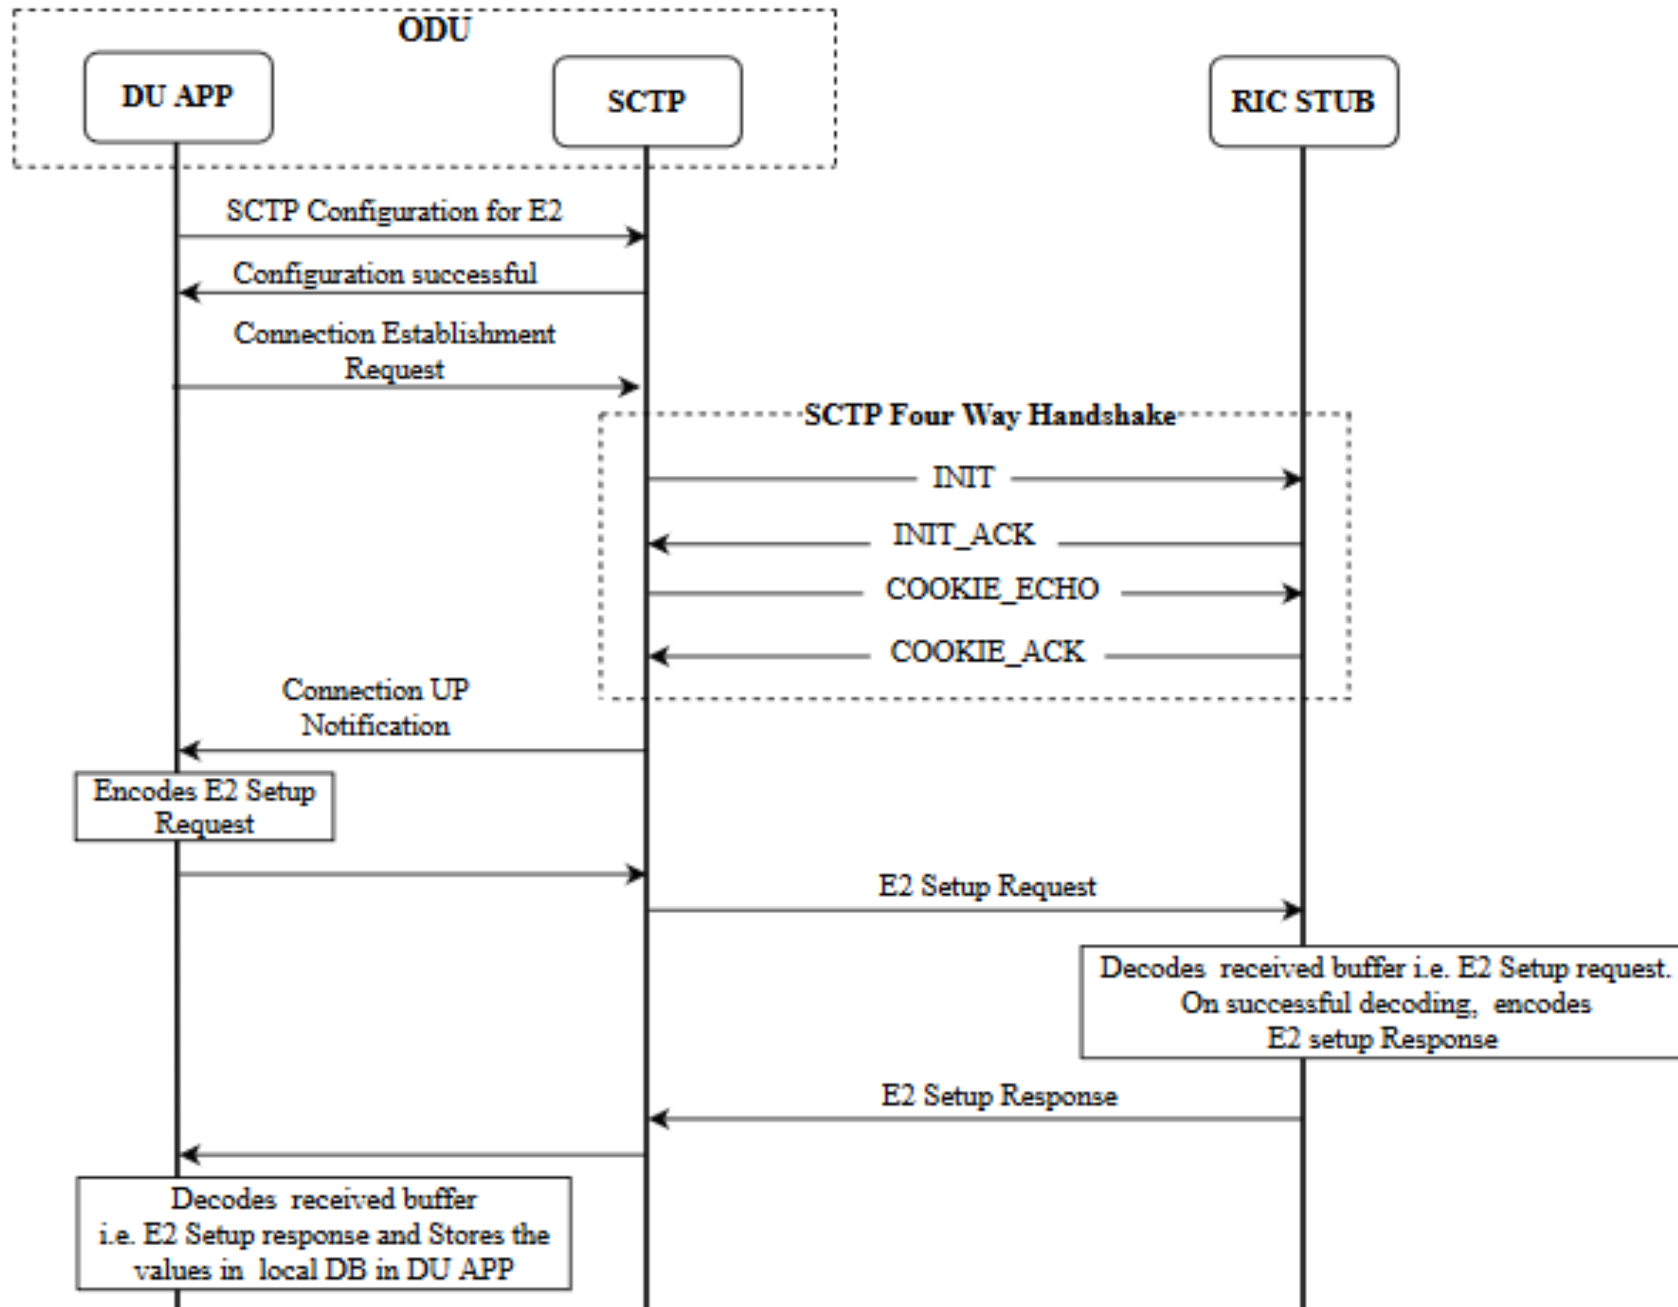 ODU
DU APP
SCTP
RIC STUB
SCTP Configuration for E2
Configuration successful
Connection Establishment
Request
SCTP Four Way Handshake
INIT
INIT_ACK
COOKIE_ECHO
COOKIE_ACK
Connection UP
Notification
Encodes E2 Setup
Request
E2 Setup Request
Decodes received buffer i.e. E2 Setup request.
On successful decoding, encodes
E2 setup Response
E2 Setup Response
Decodes received buffer
i.e. E2 Setup response and Stores the
values in local DB in DU APP